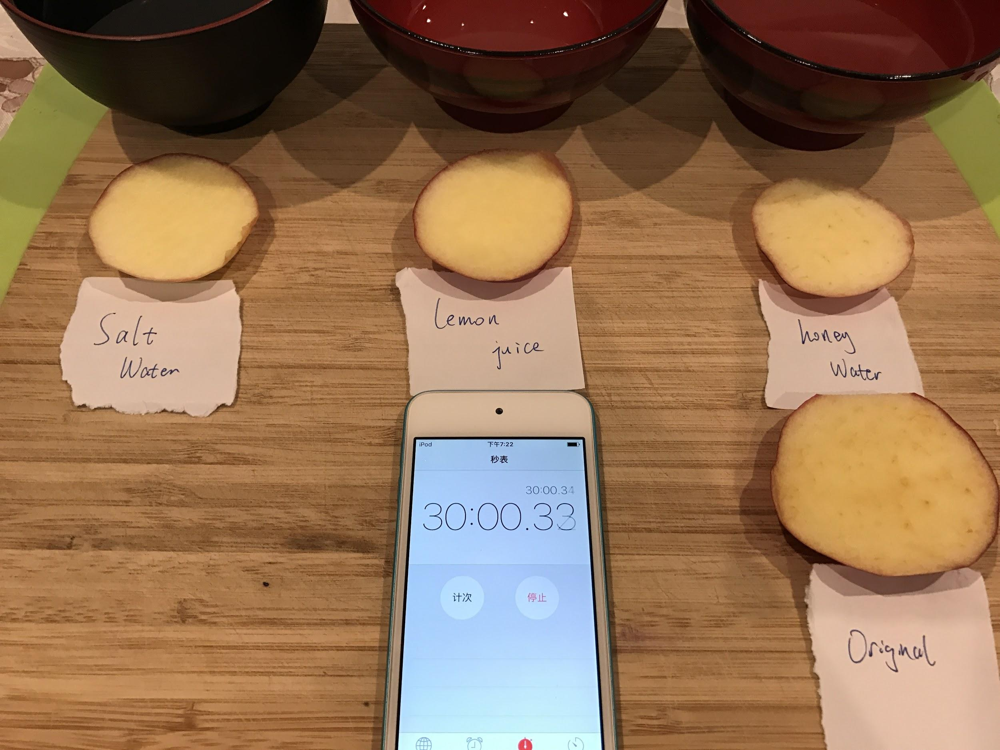 Salt
Water
lemon
juice
honey
Water
iPod
下午7:22
秒表
30:00.34
30:00.33
计次
停止
Original